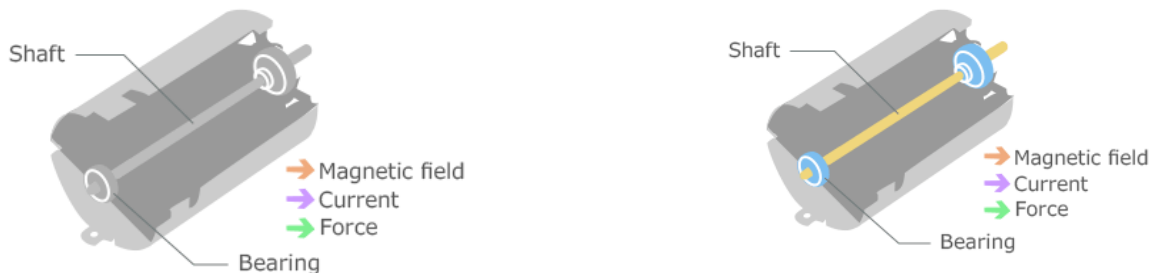 Shaft
Magnetic field
Current
Force
Bearing
Shaft
Magnetic field
Current
Force
Bearing